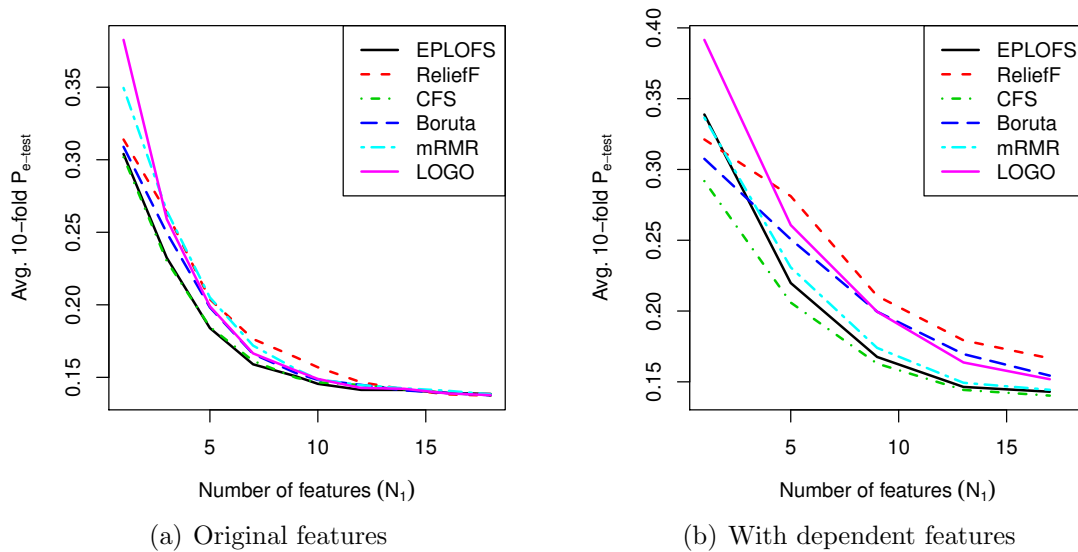 EPLOFS
ReliefF
CFS
Boruta
mRMR
LOGO
0.35
0.30
0.25
0.20
0.15
Avg. 10−fold Pe−test
5 10 15
Number of features (N1)
(a) Original features
EPLOFS
ReliefF
CFS
Boruta
mRMR
LOGO
0.40
0.35
0.30
0.25
0.20
0.15
Avg. 10−fold Pe−test
5 10 15
Number of features (N1)
(b) With dependent features